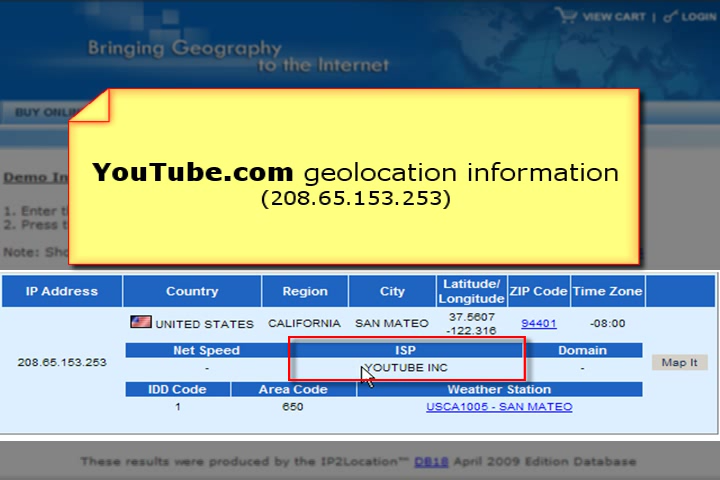 VIEW CART | LOGIN
Bringing Geography
to the Internet
BUY ONLIN
YouTube.com geolocation information
(208.65.153.253)
Demo In
1. Enter th
2. Press t
Note: Sho
IP Address Country Region City Latitude/ Longitude ZIP Code Time Zone
208.65.153.253 UNITED STATES CALIFORNIA SAN MATEO 37.5607 -122.316 94401 -08:00
Net Speed ISP Domain
- YOUTUBE INC -
Map It
IDD Code Area Code Weather Station
1 650 USCA1005 - SAN MATEO
These results were produced by the IP2Location™ DB18 April 2009 Edition Database